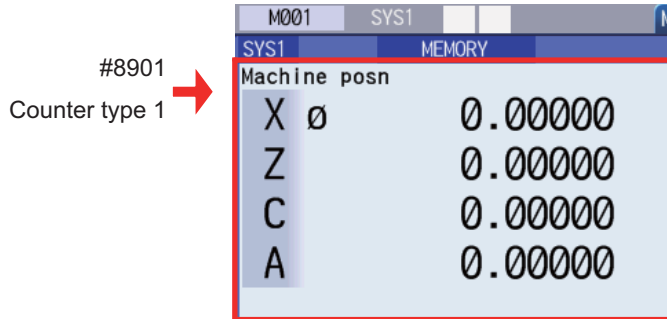 M001 SYS1 M
SYS1 MEMORY
#8901
Counter type 1
Machine posn
X ø 0.00000
Z 0.00000
C 0.00000
A 0.00000